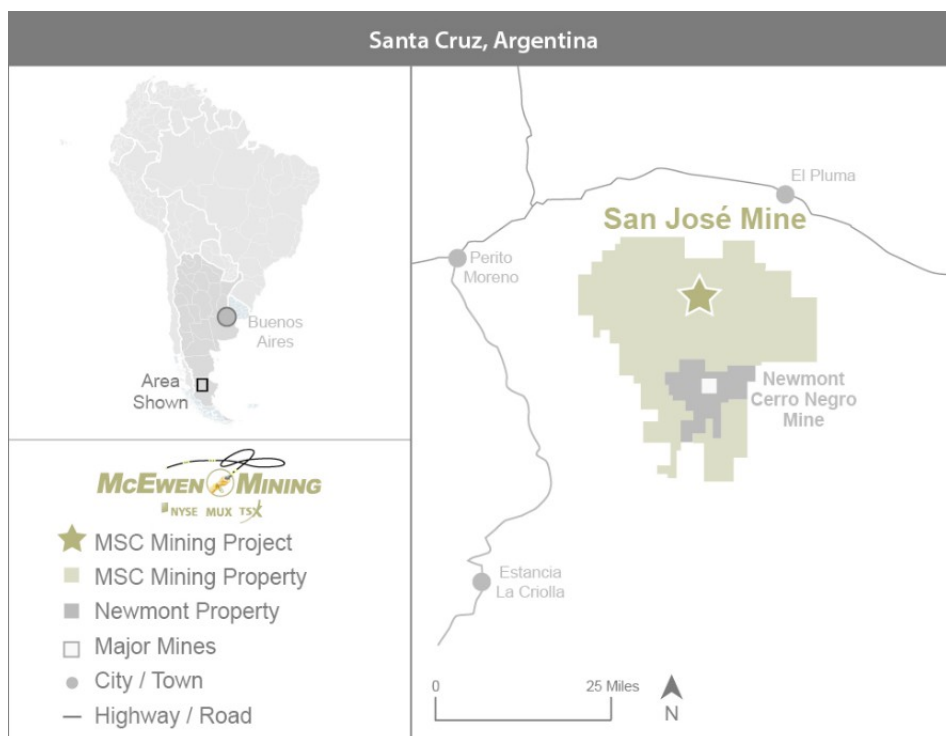 Santa Cruz, Argentina
Buenos
Aires
Area
Shown
McEWEN MINING
NYSE MUX TSX
MSC Mining Project
MSC Mining Property
Newmont Property
Major Mines
City / Town
Highway / Road
El Pluma
San José Mine
Perito
Moreno
Newmont
Cerro Negro
Mine
Estancia
La Criolla
0 25 Miles
N